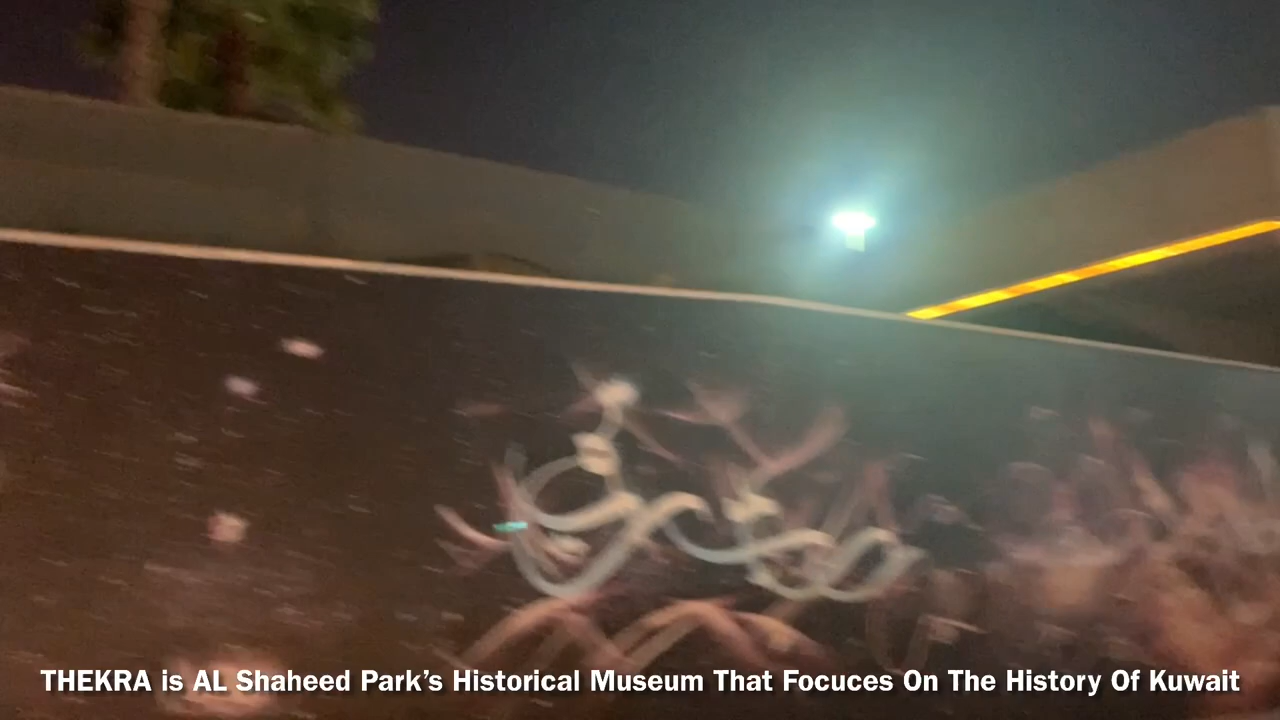 THEKRA is AL Shaheed Park’s Historical Museum That Focuces On The History Of Kuwait